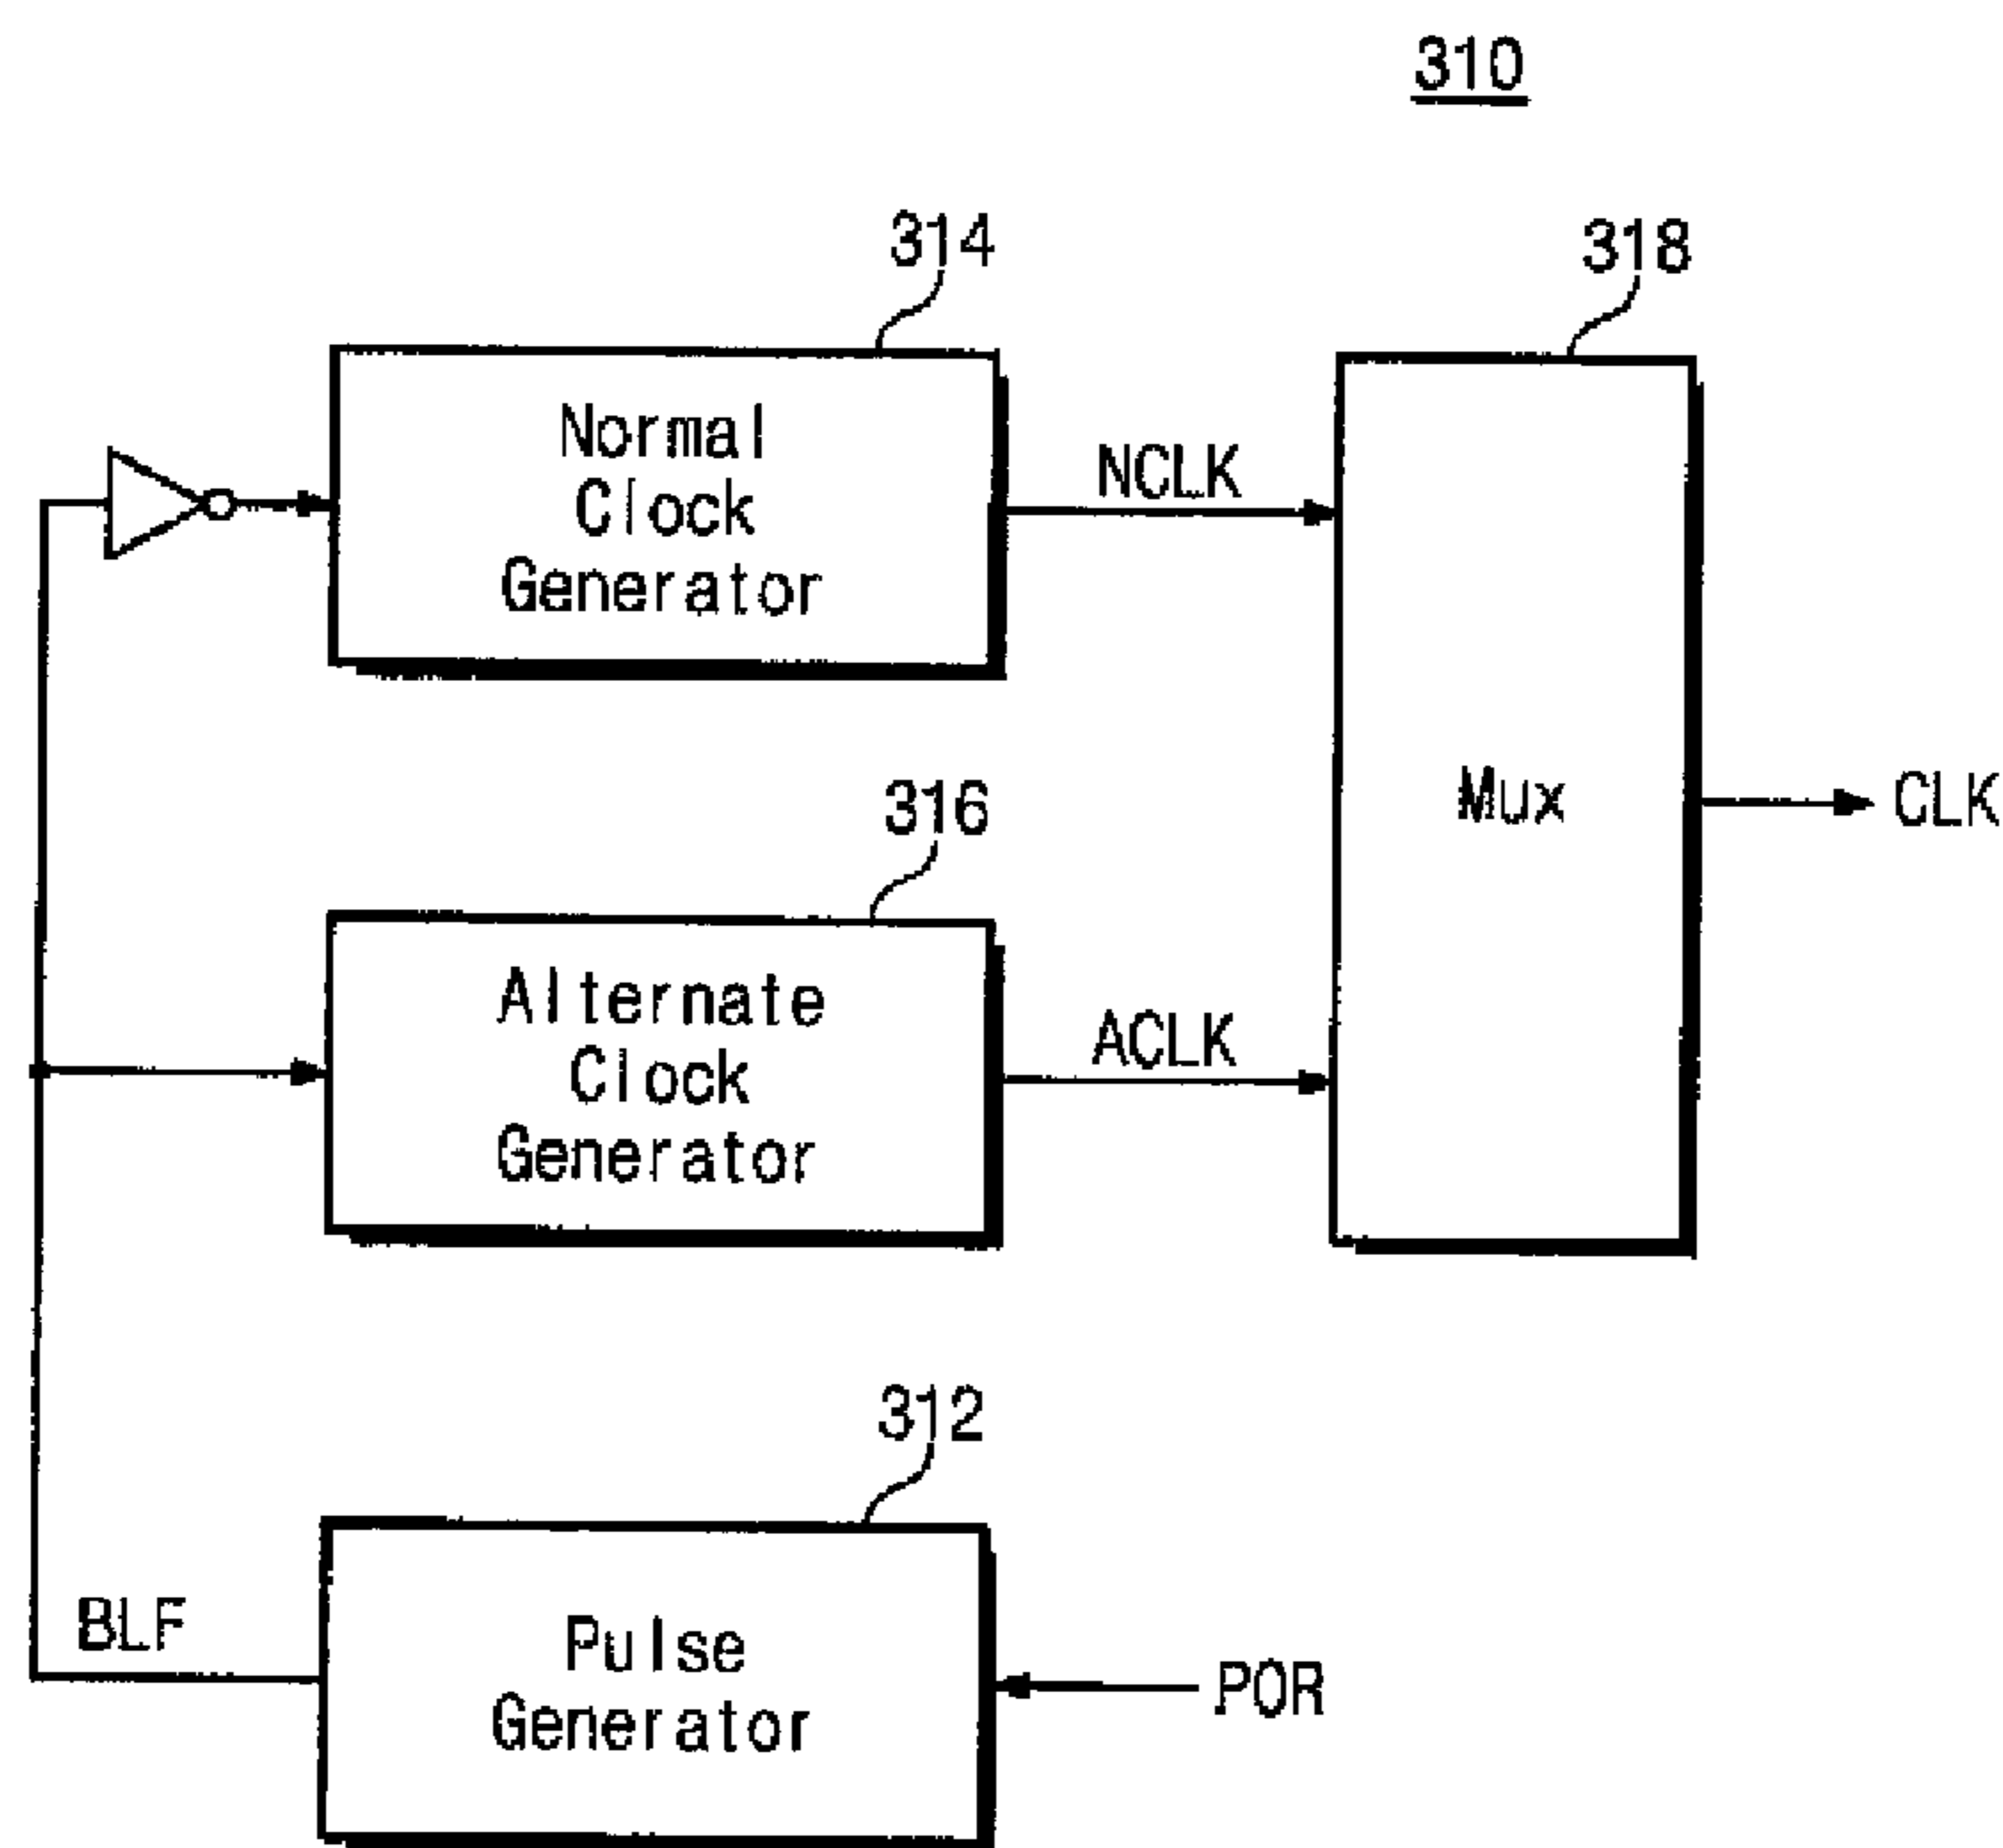 310
314
318
Normal
Clock
Generator
NCLK
316
Mux
CLK
Alternate
Clock
Generator
ACLK
312
BLF
Pulse
Generator
POR